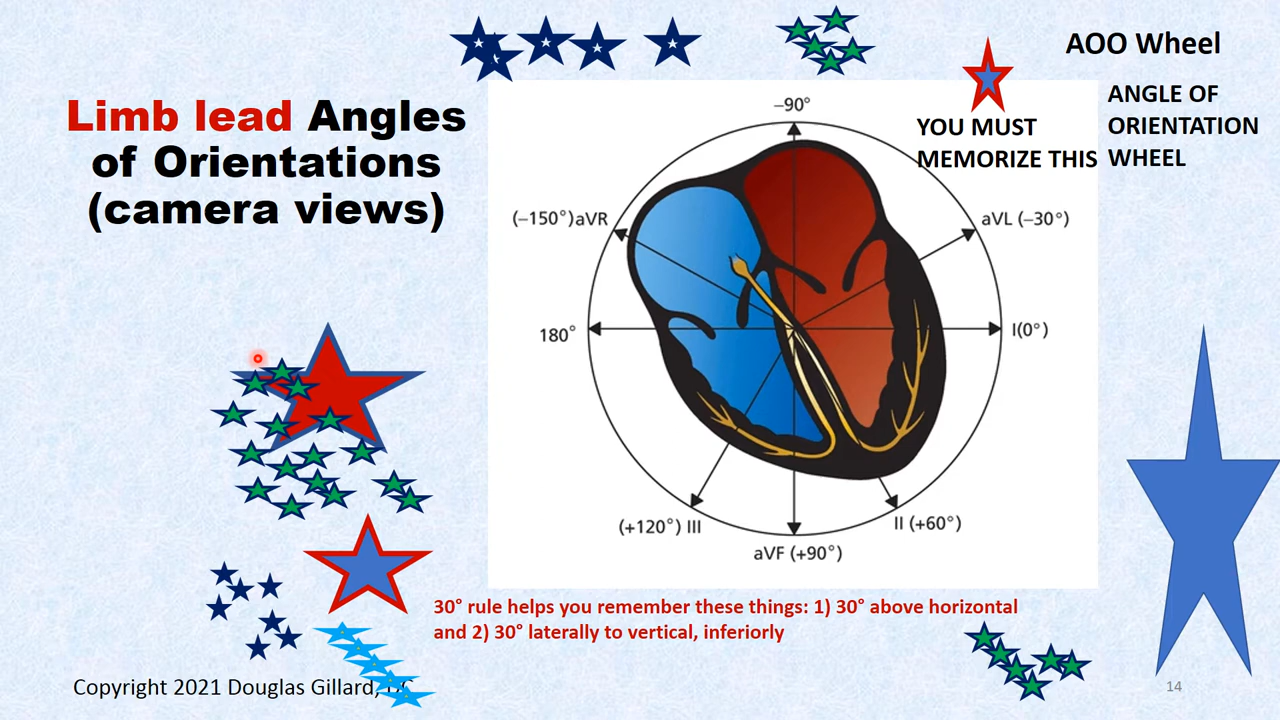 AOO Wheel
Limb lead Angles
of Orientations
(camera views)
YOU MUST
MEMORIZE THIS
ANGLE OF
ORIENTATION
WHEEL
–90°
(–150°)aVR
aVL (–30°)
180°
I(0°)
(+120°) III
II (+60°)
aVF (+90°)
30° rule helps you remember these things: 1) 30° above horizontal
and 2) 30° laterally to vertical, inferiorly
Copyright 2021 Douglas Gillard, DC
14